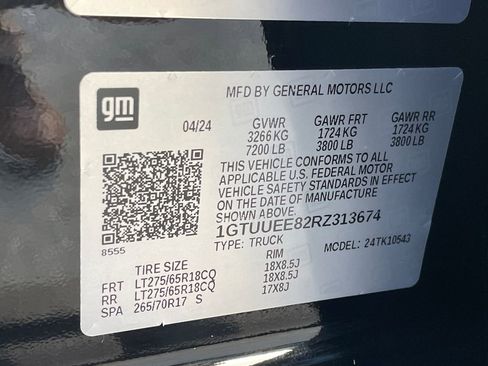 gm
MFD BY GENERAL MOTORS LLC
04/24 GVWR GAWR FRT GAWR RR
3266 KG 1724 KG 1724 KG
7200 LB 3800 LB 3800 LB
THIS VEHICLE CONFORMS TO ALL
APPLICABLE U.S. FEDERAL MOTOR
VEHICLE SAFETY STANDARDS IN EFFECT
ON THE DATE OF MANUFACTURE
SHOWN ABOVE.
1GTUUEE82RZ313674
8555 TYPE: TRUCK MODEL: 24TK10543
TIRE SIZE RIM
FRT LT275/65R18CQ 18X8.5J
RR LT275/65R18CQ 18X8.5J
SPA 265/70R17 S 17X8J